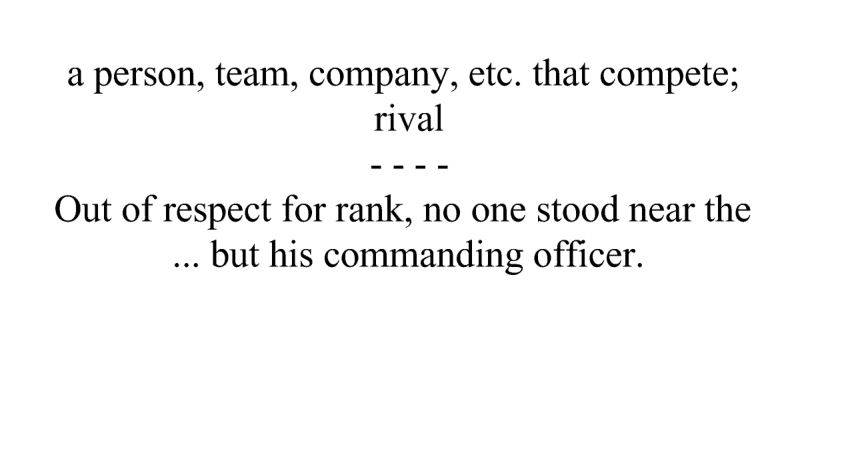 a person, team, company, etc. that compete;
rival
- - - -
Out of respect for rank, no one stood near the
... but his commanding officer.